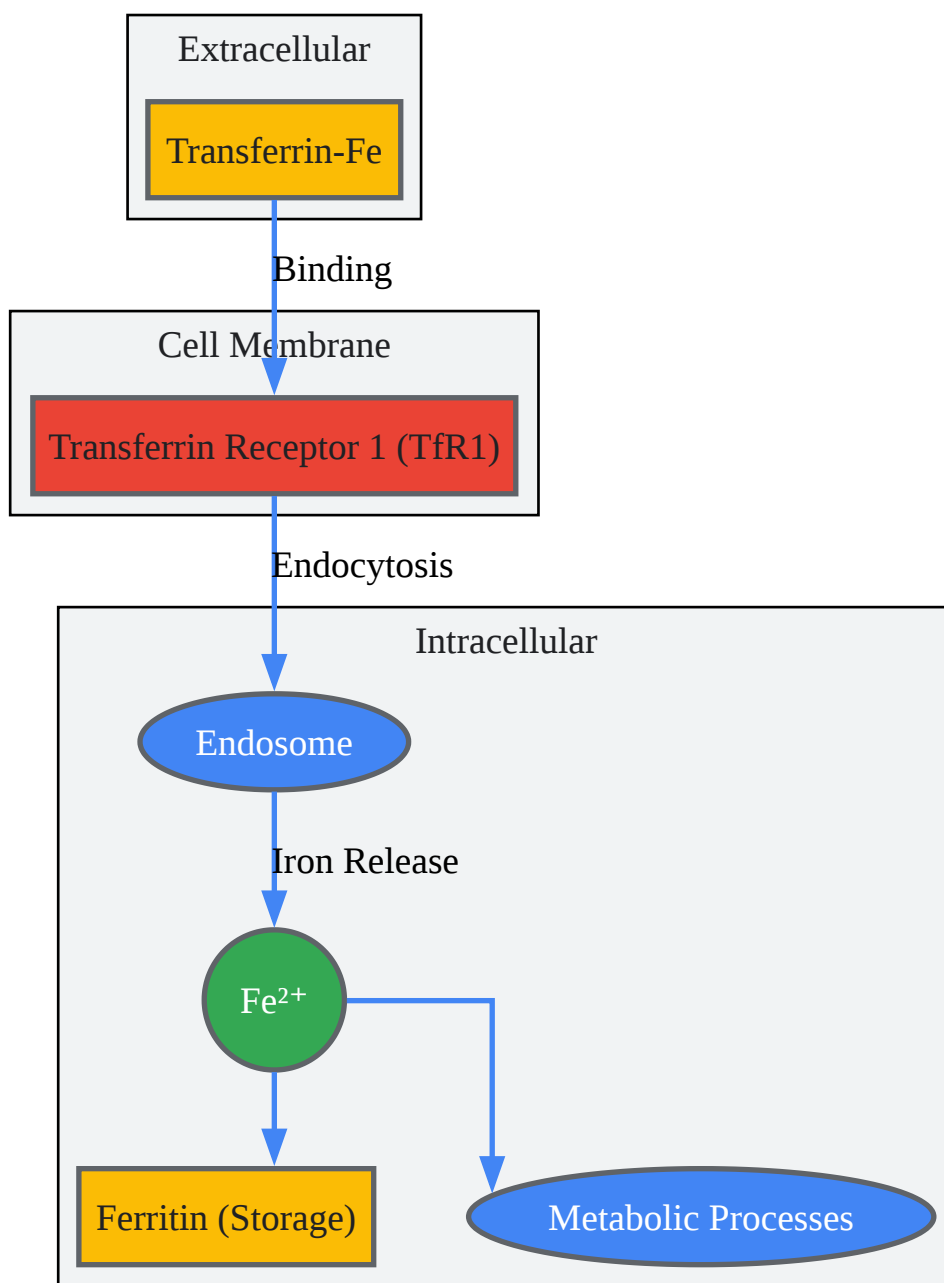 Extracellular
Transferrin-Fe
Binding
Cell Membrane
Transferrin Receptor 1 (TfR1)
Endocytosis
Intracellular
Endosome
Iron Release
Fe²⁺
Ferritin (Storage)
Metabolic Processes